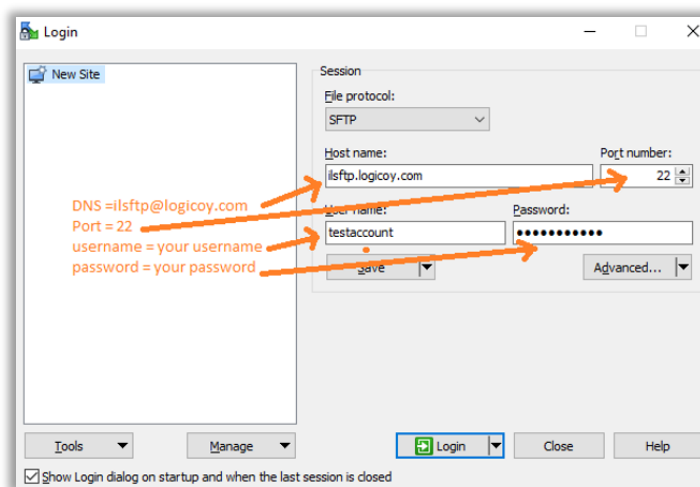 Login
New Site
Session
File protocol:
SFTP
Host name:
Port number:
ilsftp.logicoy.com
22
DNS =ilsftp@logicoy.com
Port = 22
username = your username
password = your password
User name:
Password:
testaccount
•••••••••••
Save
Advanced...
Tools
Manage
Login
Close
Help
Show Login dialog on startup and when the last session is closed